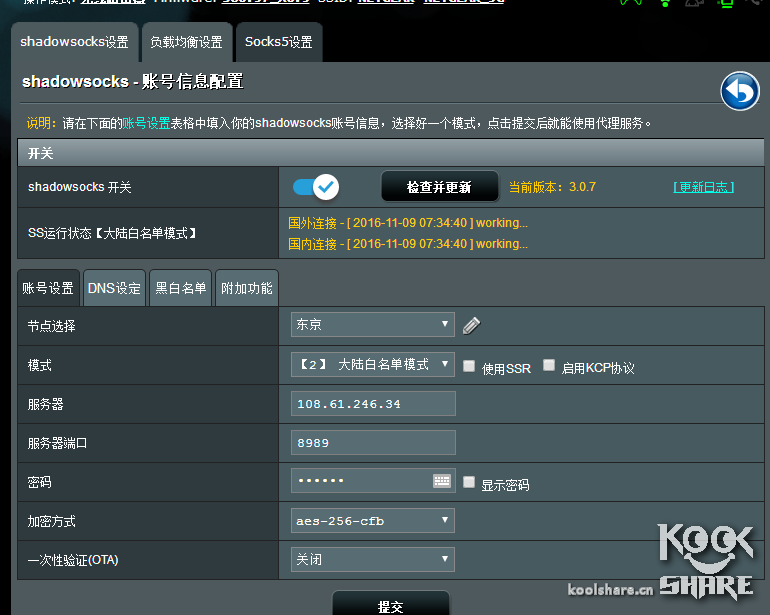 shadowsocks设置 负载均衡设置 Socks5设置
shadowsocks - 账号信息配置
说明：请在下面的账号设置表格中填入你的shadowsocks账号信息，选择好一个模式，点击提交后就能使用代理服务。
开关
shadowsocks 开关 检查并更新 当前版本：3.0.7 [ 更新日志 ]
SS运行状态【大陆白名单模式】
国外连接 - [ 2016-11-09 07:34:40 ] working...
国内连接 - [ 2016-11-09 07:34:40 ] working...
账号设置 DNS设定 黑白名单 附加功能
节点选择 东京
模式 【2】 大陆白名单模式 使用SSR 启用KCP协议
服务器 108.61.246.34
服务器端口 8989
密码 •••••• 显示密码
加密方式 aes-256-cfb
一次性验证(OTA) 关闭
提交
KOOLSHARE
koolshare.cn